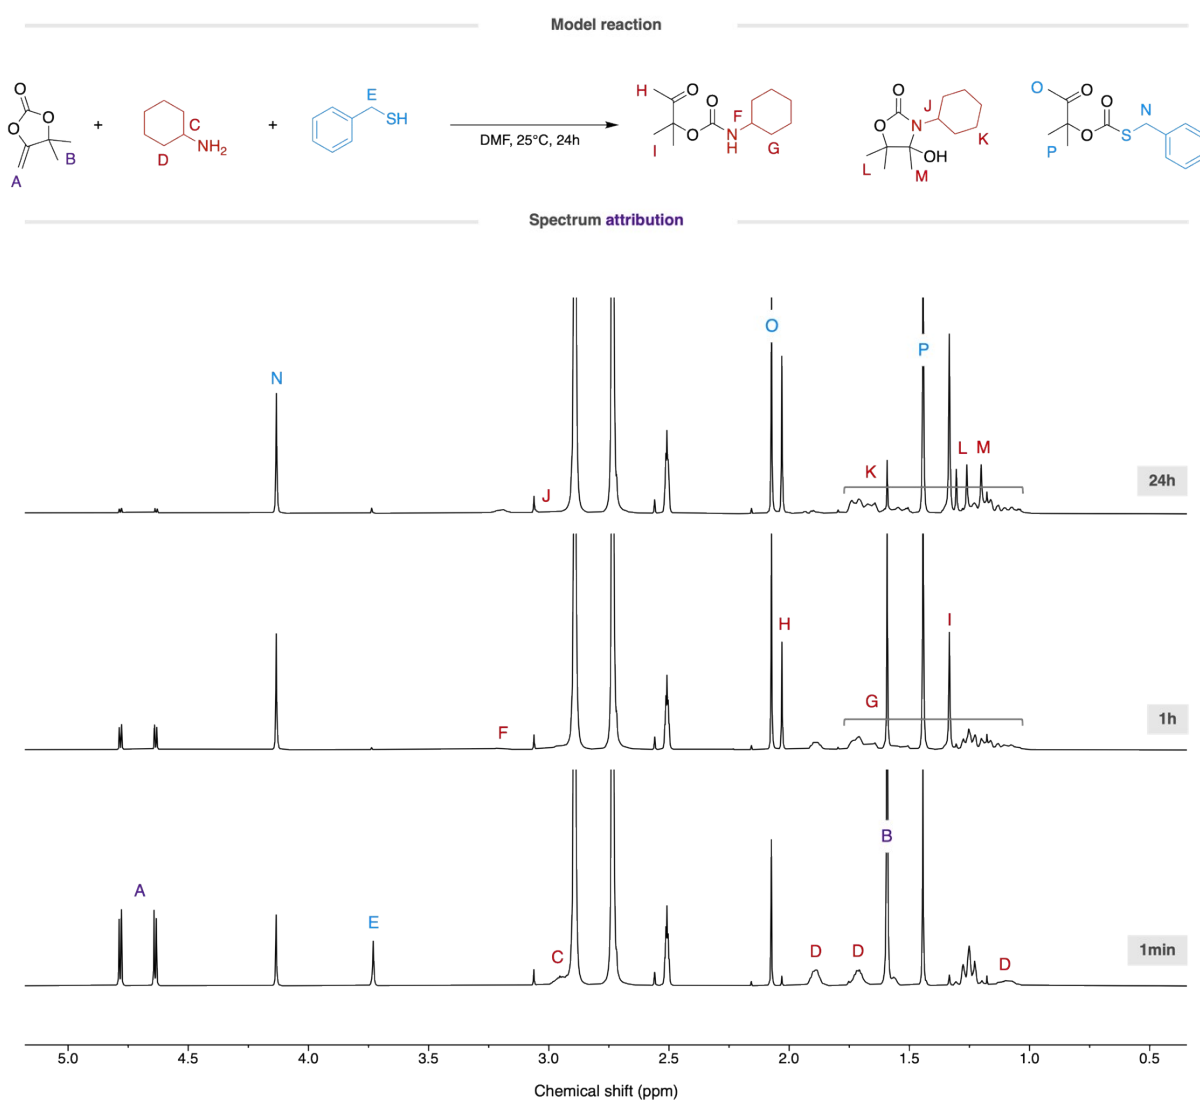 Model reaction
O
O
O
A
B
+
C
D
NH2
+
E
SH
DMF, 25°C, 24h
H
O
O
O
F
N
H
I
G
O
O
N
J
K
OH
L
M
O
O
O
O
S
N
P
Spectrum attribution
O
P
N
J
K
L
M
24h
F
H
G
I
1h
A
E
C
D
D
B
D
1min
5.0
4.5
4.0
3.5
3.0
2.5
2.0
1.5
1.0
0.5
Chemical shift (ppm)